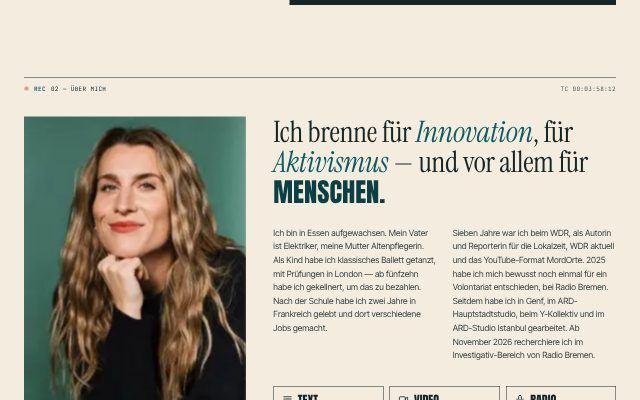 REC 02 — ÜBER MICH
TC 00:03:58:12
Ich brenne für Innovation, für
Aktivismus — und vor allem für
MENSCHEN.
Ich bin in Essen aufgewachsen. Mein Vater
ist Elektriker, meine Mutter Altenpflegerin.
Als Kind habe ich klassisches Ballett getanzt,
mit Prüfungen in London — ab fünfzehn
habe ich gekellnert, um das zu bezahlen.
Nach der Schule habe ich zwei Jahre in
Frankreich gelebt und dort verschiedene
Jobs gemacht.
Sieben Jahre war ich beim WDR, als Autorin
und Reporterin für die Lokalzeit, WDR aktuell
und das YouTube-Format MordOrte. 2025
habe ich mich bewusst noch einmal für ein
Volontariat entschieden, bei Radio Bremen.
Seitdem habe ich in Genf, im ARD-
Hauptstadtstudio, beim Y-Kollektiv und im
ARD-Studio Istanbul gearbeitet. Ab
November 2026 recherchiere ich im
Investigativ-Bereich von Radio Bremen.
TEXT
VIDEO
RADIO